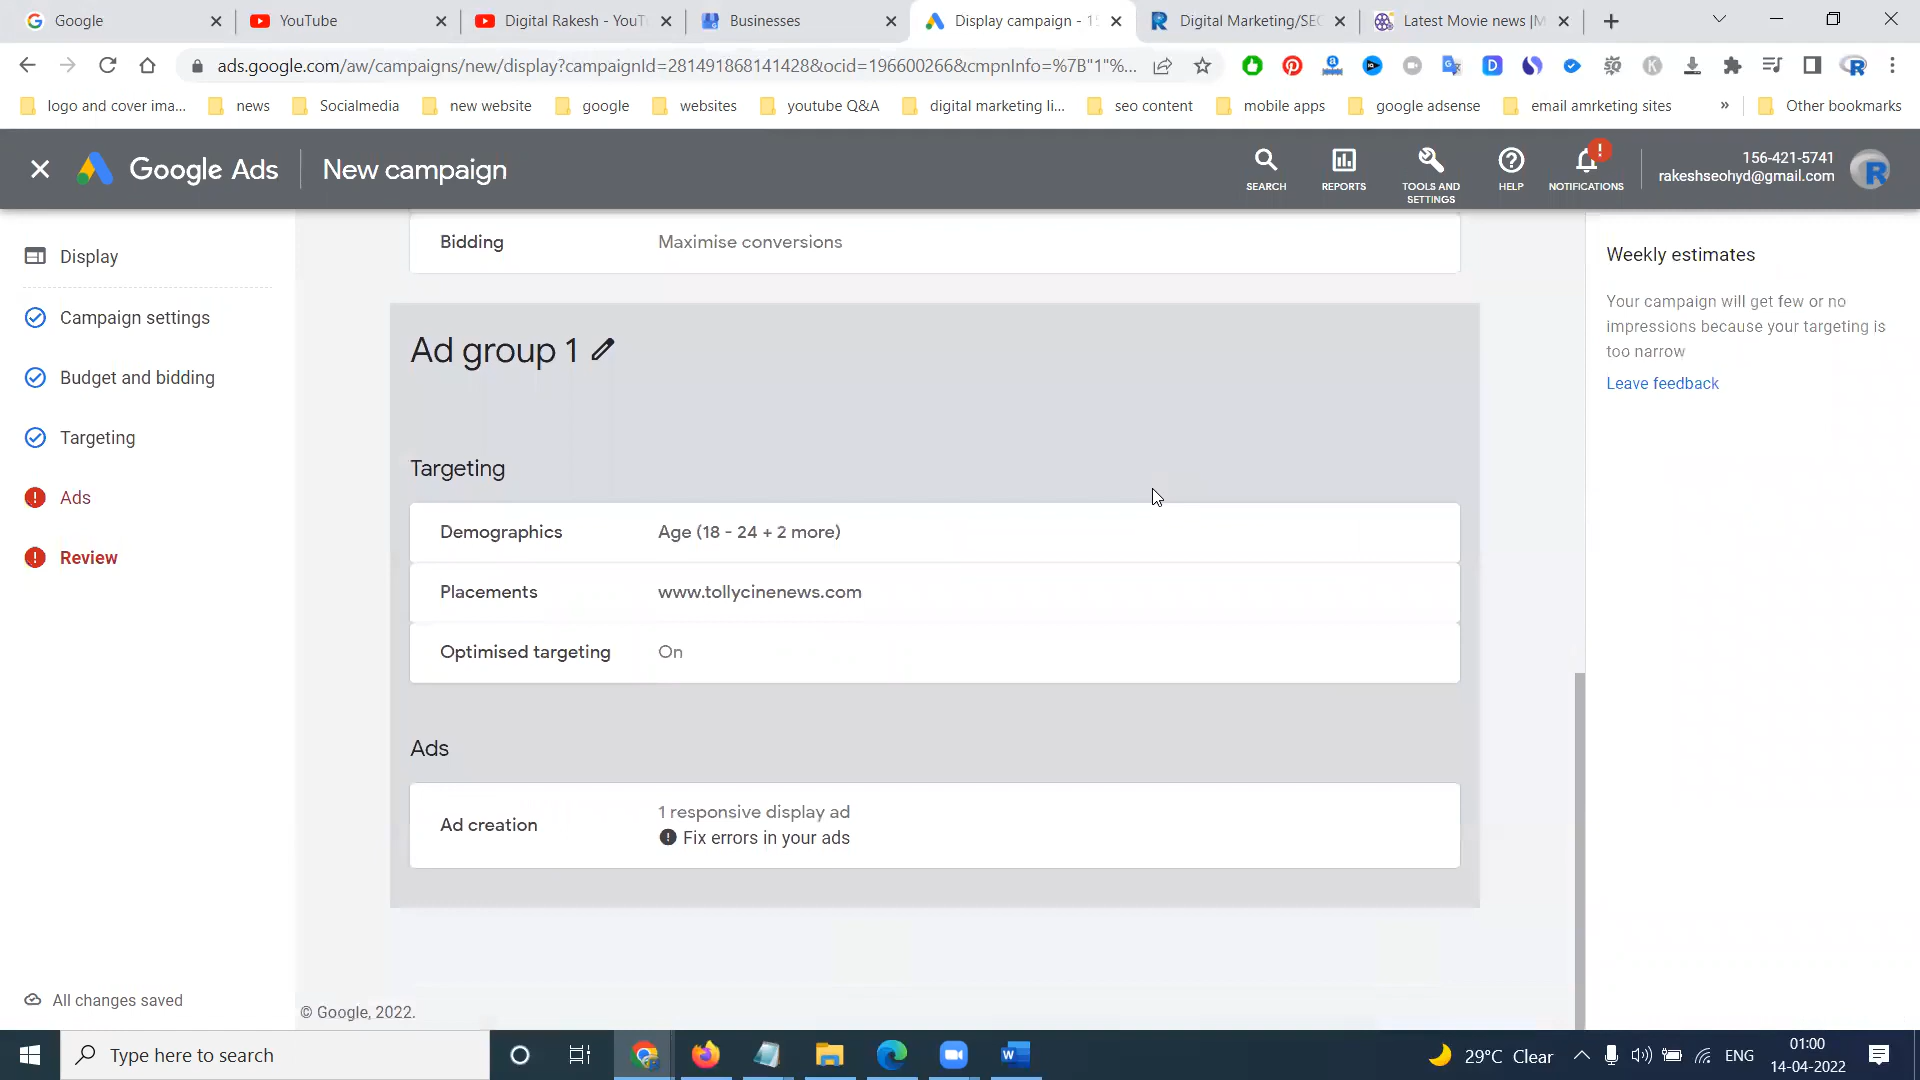 Google
YouTube
Digital Rakesh - YouT
Businesses
Display campaign - 1
Digital Marketing/SEO
Latest Movie news |M
ads.google.com/aw/campaigns/new/display?campaignId=281491868141428&ocid=196600266&cmpnInfo=%7B"1"%...
logo and cover ima...
news
Socialmedia
new website
google
websites
youtube Q&A
digital marketing li...
seo content
mobile apps
google adsense
email amrketing sites
»
Other bookmarks
Google Ads
New campaign
SEARCH
REPORTS
TOOLS AND
SETTINGS
HELP
NOTIFICATIONS
156-421-5741
rakeshseohyd@gmail.com
Display
Campaign settings
Budget and bidding
Targeting
Ads
Review
All changes saved
Bidding
Maximise conversions
Ad group 1
Targeting
Demographics
Age (18 - 24 + 2 more)
Placements
www.tollycinenews.com
Optimised targeting
On
Ads
Ad creation
1 responsive display ad
Fix errors in your ads
© Google, 2022.
Weekly estimates
Your campaign will get few or no
impressions because your targeting is
too narrow
Leave feedback
Type here to search
29°C Clear
ENG
01:00
14-04-2022